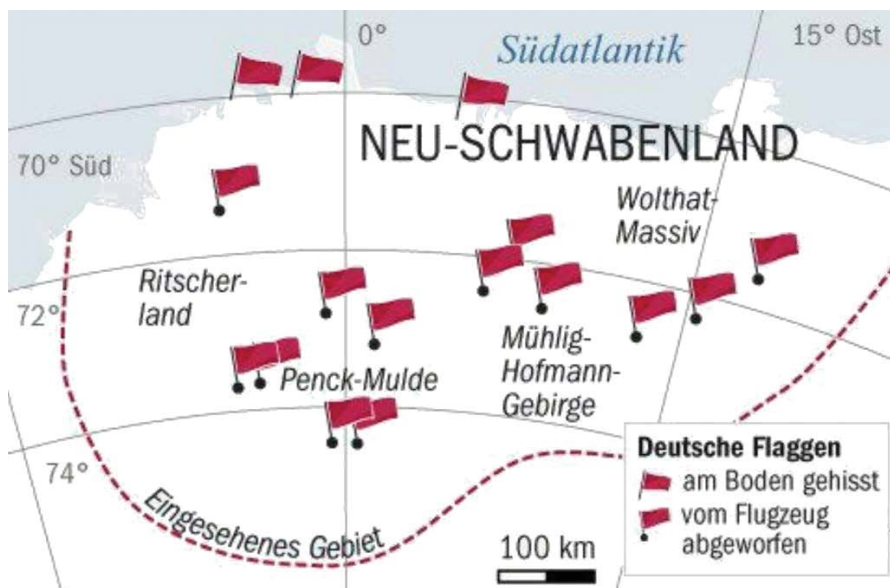 0°
Südatlantik
15° Ost
NEU-SCHWABENLAND
70° Süd
Wolthat-
Massiv
Ritscher-
land
72°
Mühlig-
Hofmann-
Gebirge
Penck-Mulde
74°
Eingesehenes Gebiet
100 km
Deutsche Flaggen
am Boden gehisst
vom Flugzeug
abgeworfen